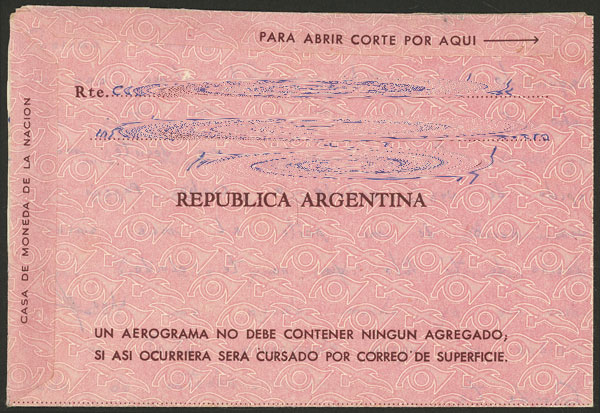 PARA ABRIR CORTE POR AQUI
Rte.
REPUBLICA ARGENTINA
UN AEROGRAMA NO DEBE CONTENER NINGUN AGREGADO;
SI ASI OCURRIERA SERA CURSADO POR CORREO DE SUPERFICIE.
CASA DE MONEDA DE LA NACION